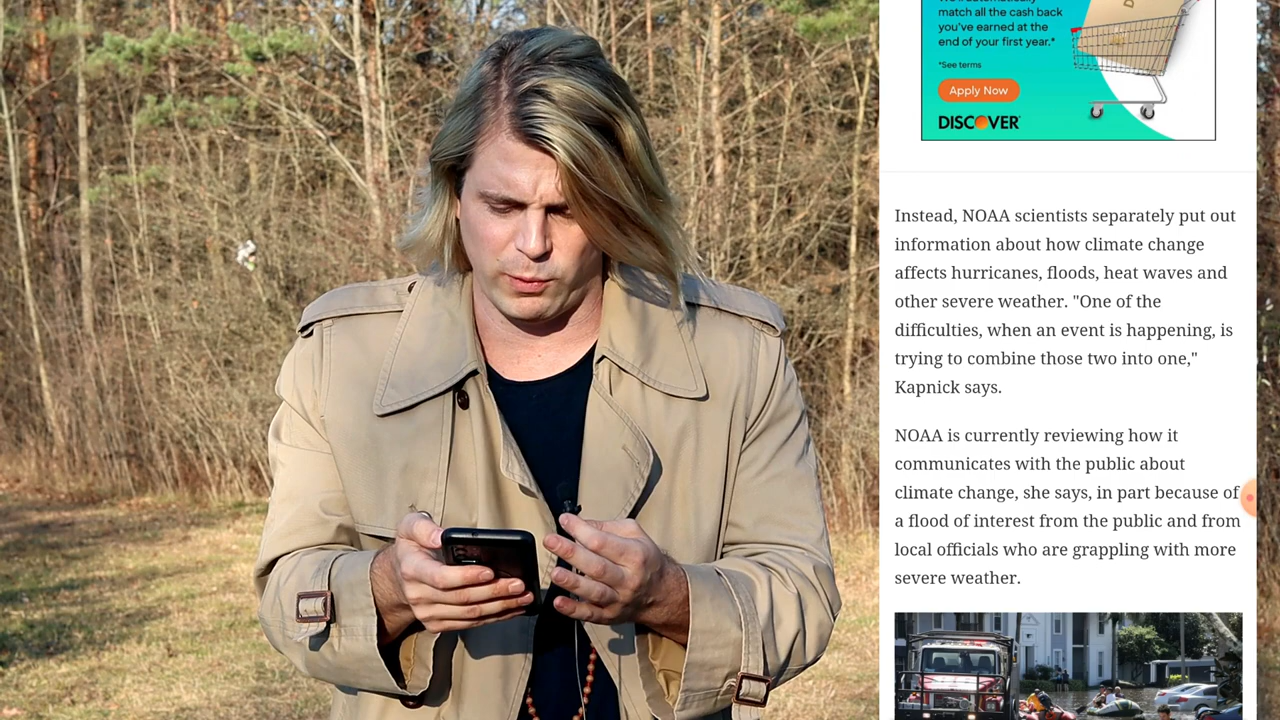 We'll automatically
match all the cash back
you've earned at the
end of your first year.*
*See terms
Apply Now
DISCOVER
Instead, NOAA scientists separately put out
information about how climate change
affects hurricanes, floods, heat waves and
other severe weather. "One of the
difficulties, when an event is happening, is
trying to combine those two into one,"
Kapnick says.
NOAA is currently reviewing how it
communicates with the public about
climate change, she says, in part because of
a flood of interest from the public and from
local officials who are grappling with more
severe weather.